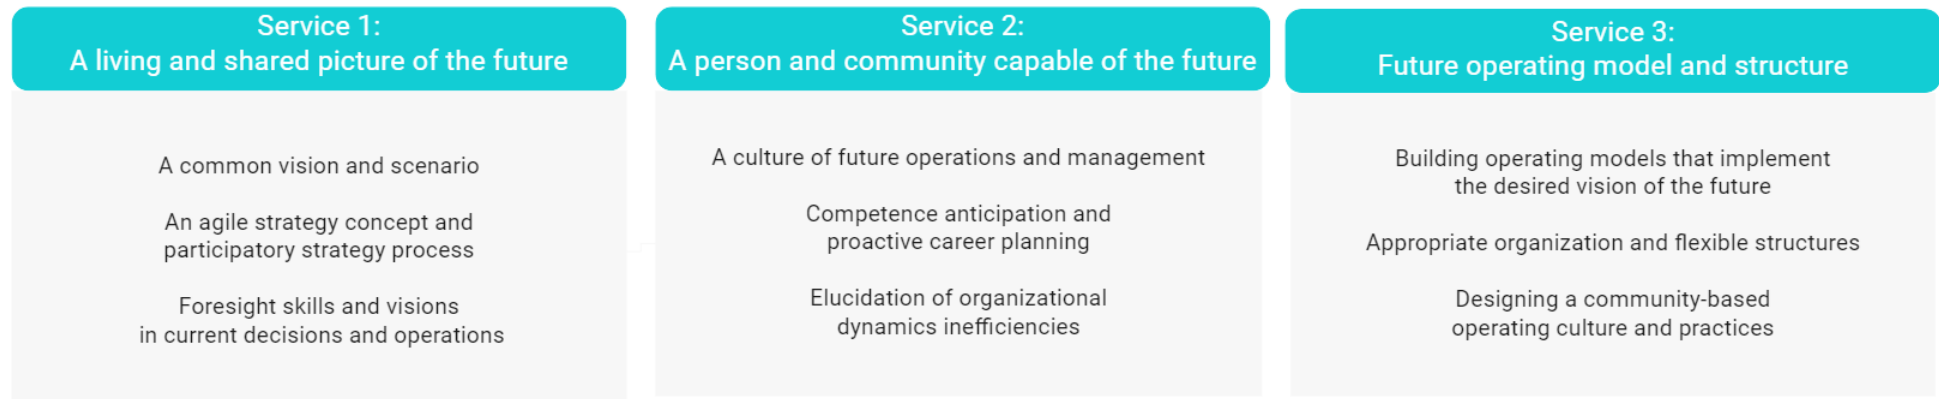 Service 1:
A living and shared picture of the future
A common vision and scenario
An agile strategy concept and
participatory strategy process
Foresight skills and visions
in current decisions and operations
Service 2:
A person and community capable of the future
A culture of future operations and management
Competence anticipation and
proactive career planning
Elucidation of organizational
dynamics inefficiencies
Service 3:
Future operating model and structure
Building operating models that implement
the desired vision of the future
Appropriate organization and flexible structures
Designing a community-based
operating culture and practices